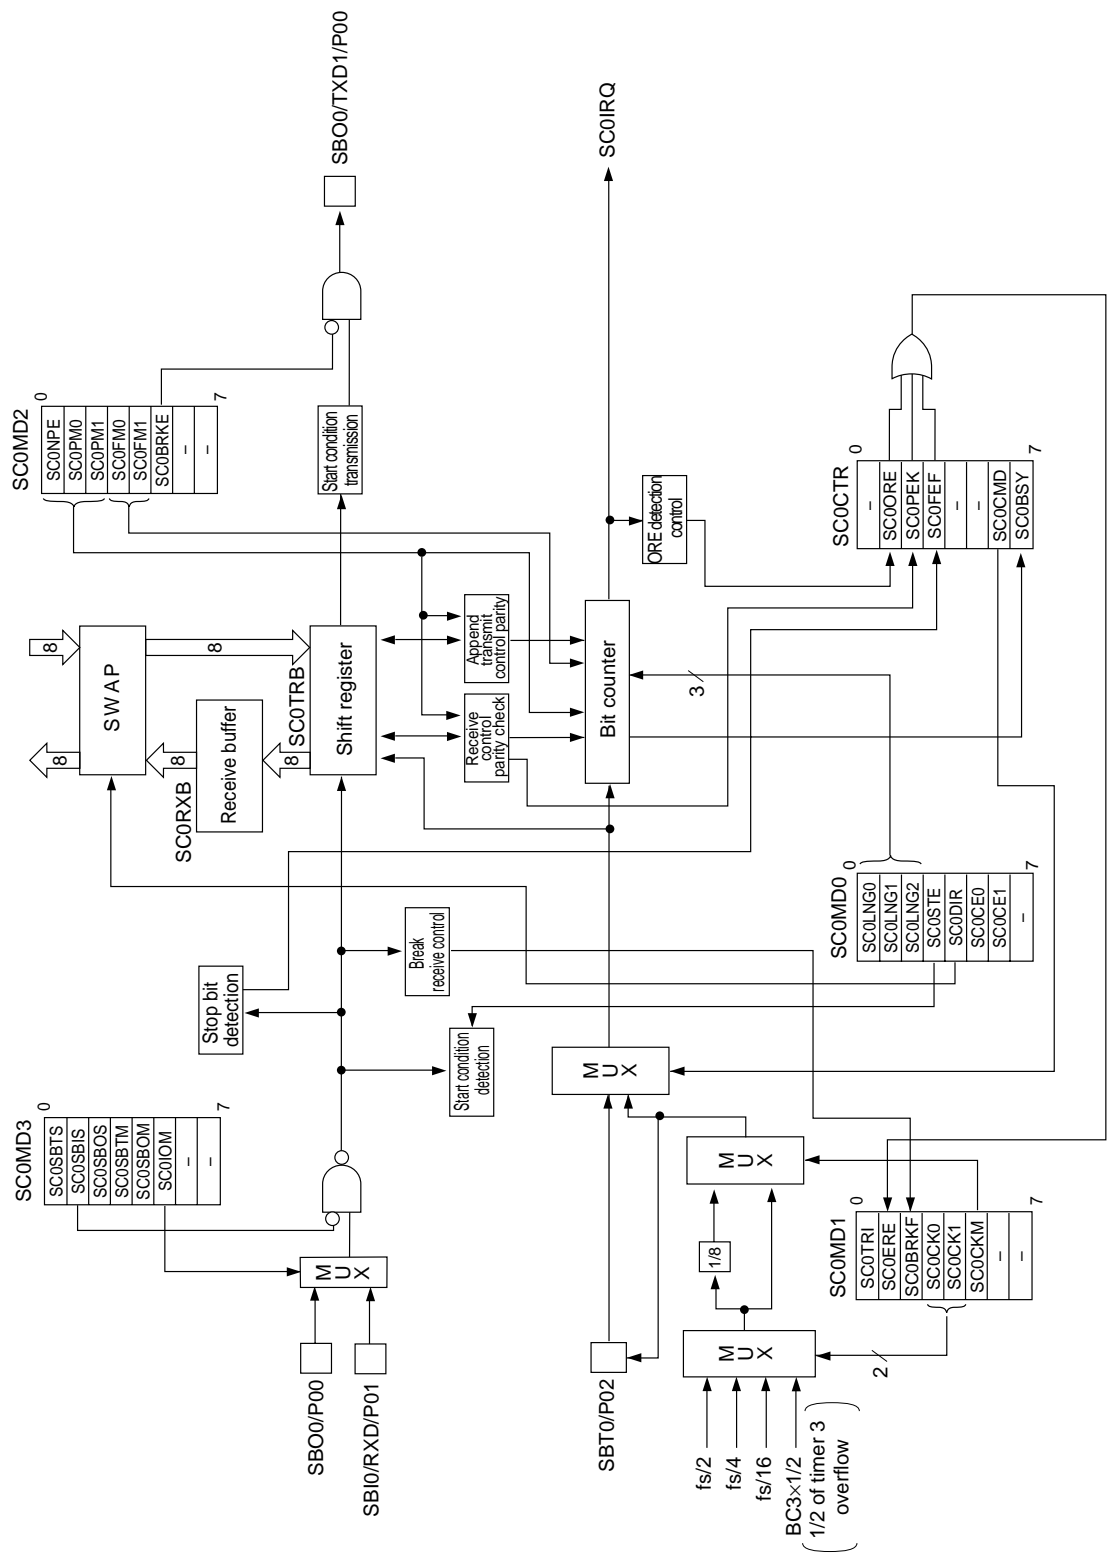 SC0MD3
0
SC0SBTS
SC0SBIS
SC0SBOS
SC0SBTM
SC0SBOM
SC0IOM
–
–
7
SBO0/P00
SBI0/RXD/P01
M
U
X
Stop bit
detection
Start condition
detection
Break
receive control
SWAP
8
8
8
8
8
SC0RXB
Receive buffer
SC0TRB
Shift register
SC0MD2
0
SC0NPE
SC0PM0
SC0PM1
SC0FM0
SC0FM1
SC0BRKE
–
–
7
Start condition
transmission
SBO0/TXD1/P00
Receive
control
parity check
Append
transmit
control parity
SBT0/P02
M
U
X
Bit counter
3
SC0IRQ
ORE detection
control
fs/2
fs/4
fs/16
BC3×1/2
1/2 of timer 3
overflow
M
U
X
2
1/8
M
U
X
SC0MD1
0
SC0TRI
SC0ERE
SC0BRKF
SC0CK0
SC0CK1
SC0CKM
–
–
7
SC0MD0
0
SC0LNG0
SC0LNG1
SC0LNG2
SC0STE
SC0DIR
SC0CE0
SC0CE1
–
7
SC0CTR
0
–
SC0ORE
SC0PEK
SC0FEF
–
–
SC0CMD
SC0BSY
7